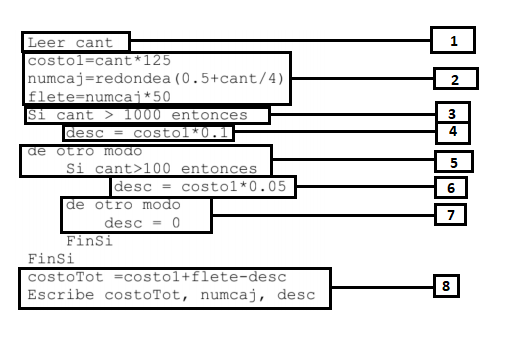 Leer cant 1
costo1=cant*125
numcaj=redondea(0.5+cant/4) 2
flete=numcaj*50
Si cant > 1000 entonces 3
desc = costo1*0.1 4
de otro modo
Si cant>100 entonces 5
desc = costo1*0.05 6
de otro modo 7
desc = 0
FinSi
FinSi
costoTot =costo1+flete-desc
Escribe costoTot, numcaj, desc 8